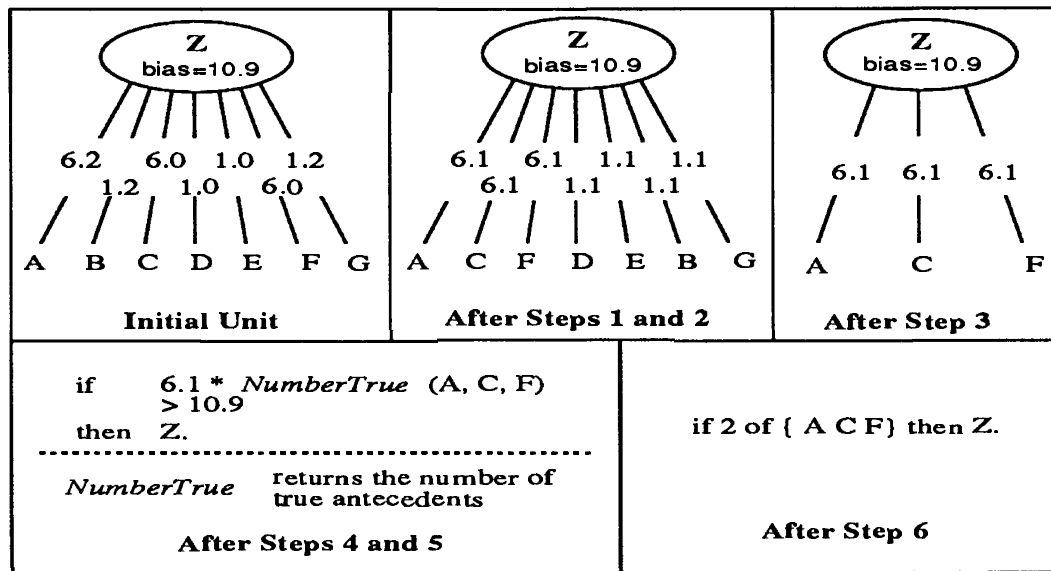 Z
bias=10.9
6.2 6.0 1.0 1.2
1.2 1.0 6.0
A B C D E F G
Initial Unit
Z
bias=10.9
6.1 6.1 1.1 1.1
6.1 1.1 1.1
A C F D E B G
After Steps 1 and 2
Z
bias=10.9
6.1 6.1 6.1
A C F
After Step 3
if 6.1 * NumberTrue (A, C, F)
> 10.9
then Z.
NumberTrue returns the number of
true antecedents
After Steps 4 and 5
if 2 of { A C F} then Z.
After Step 6